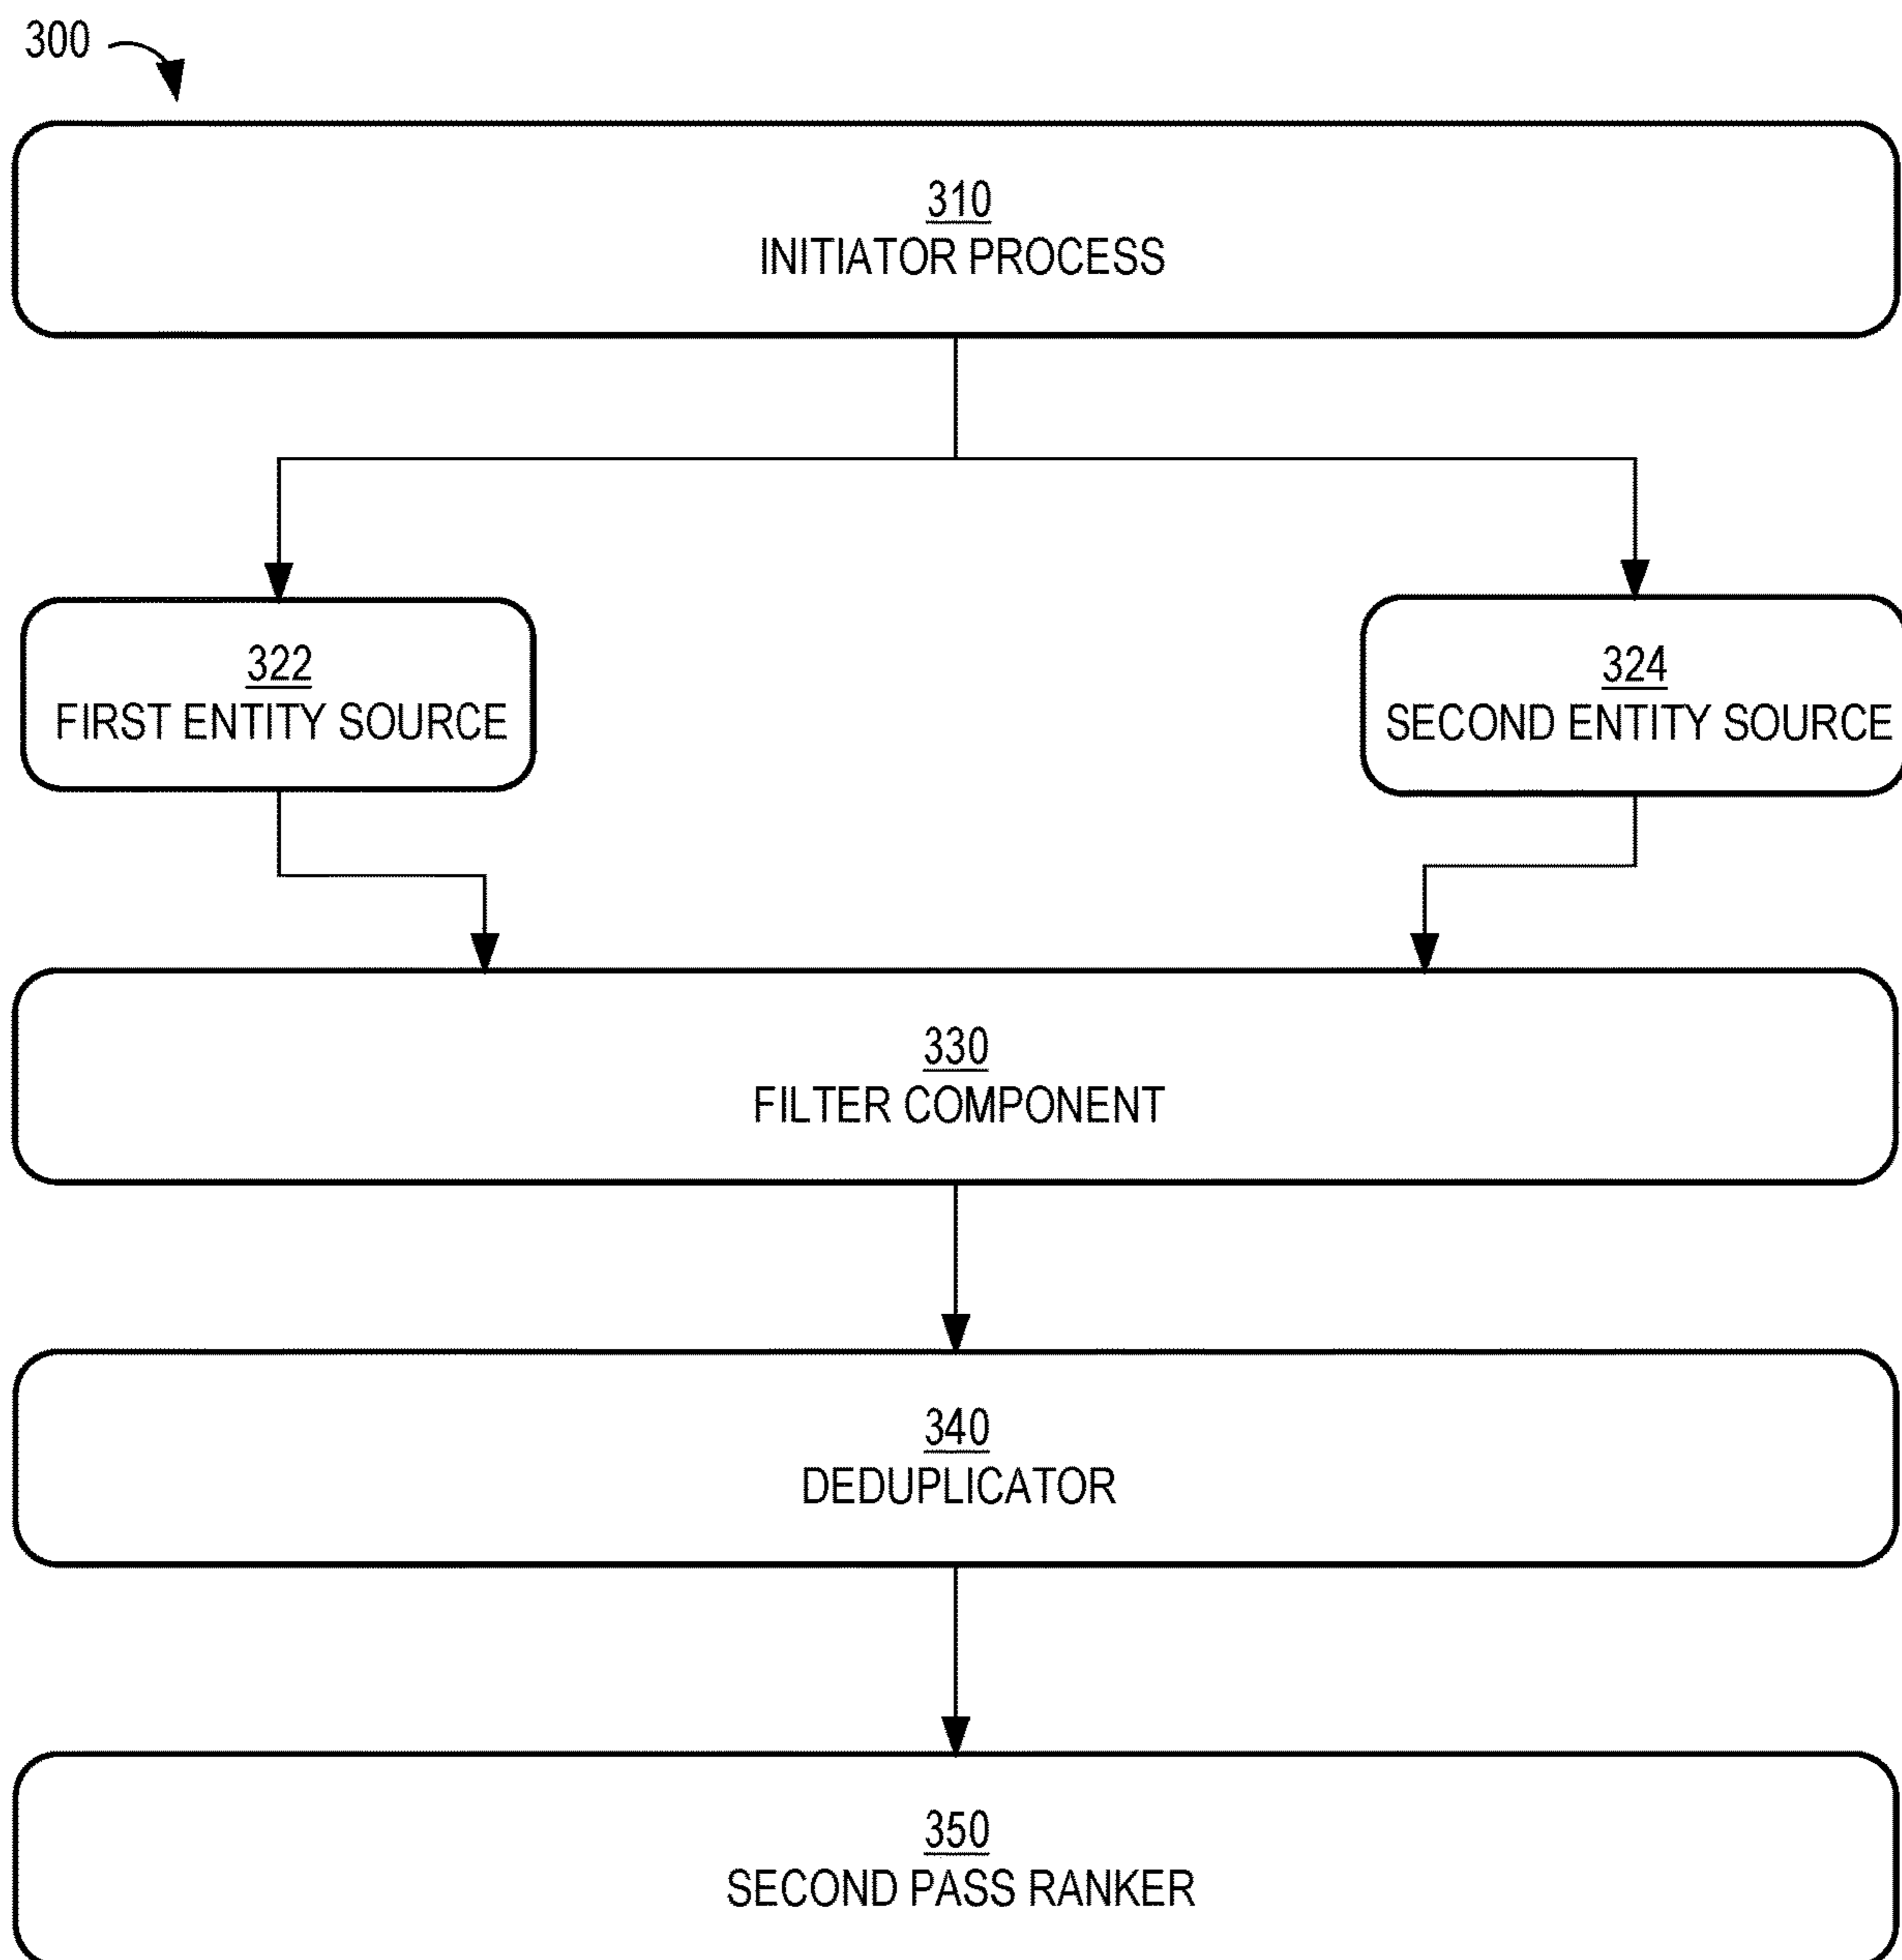 300
310
INITIATOR PROCESS
322
FIRST ENTITY SOURCE
324
SECOND ENTITY SOURCE
330
FILTER COMPONENT
340
DEDUPLICATOR
350
SECOND PASS RANKER